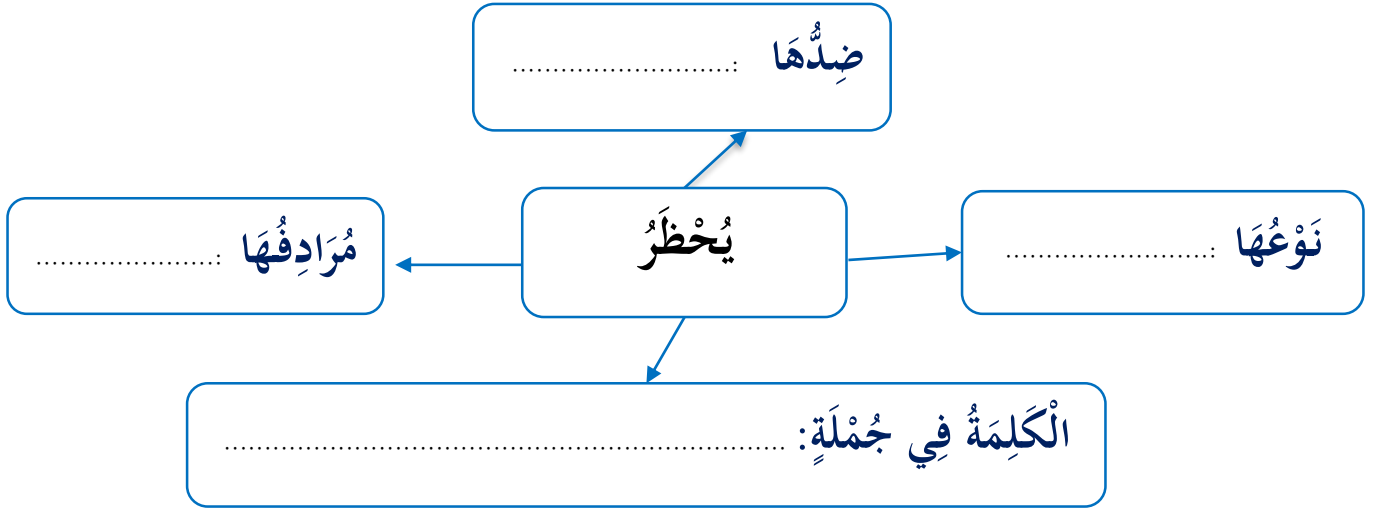 ضِدُّهَا :............................
نَوْعُهَا :..........................
يُحْظَرُ
مُرَادِفُهَا :......................
الْكَلِمَةُ فِي جُمْلَةٍ: ......................................................................